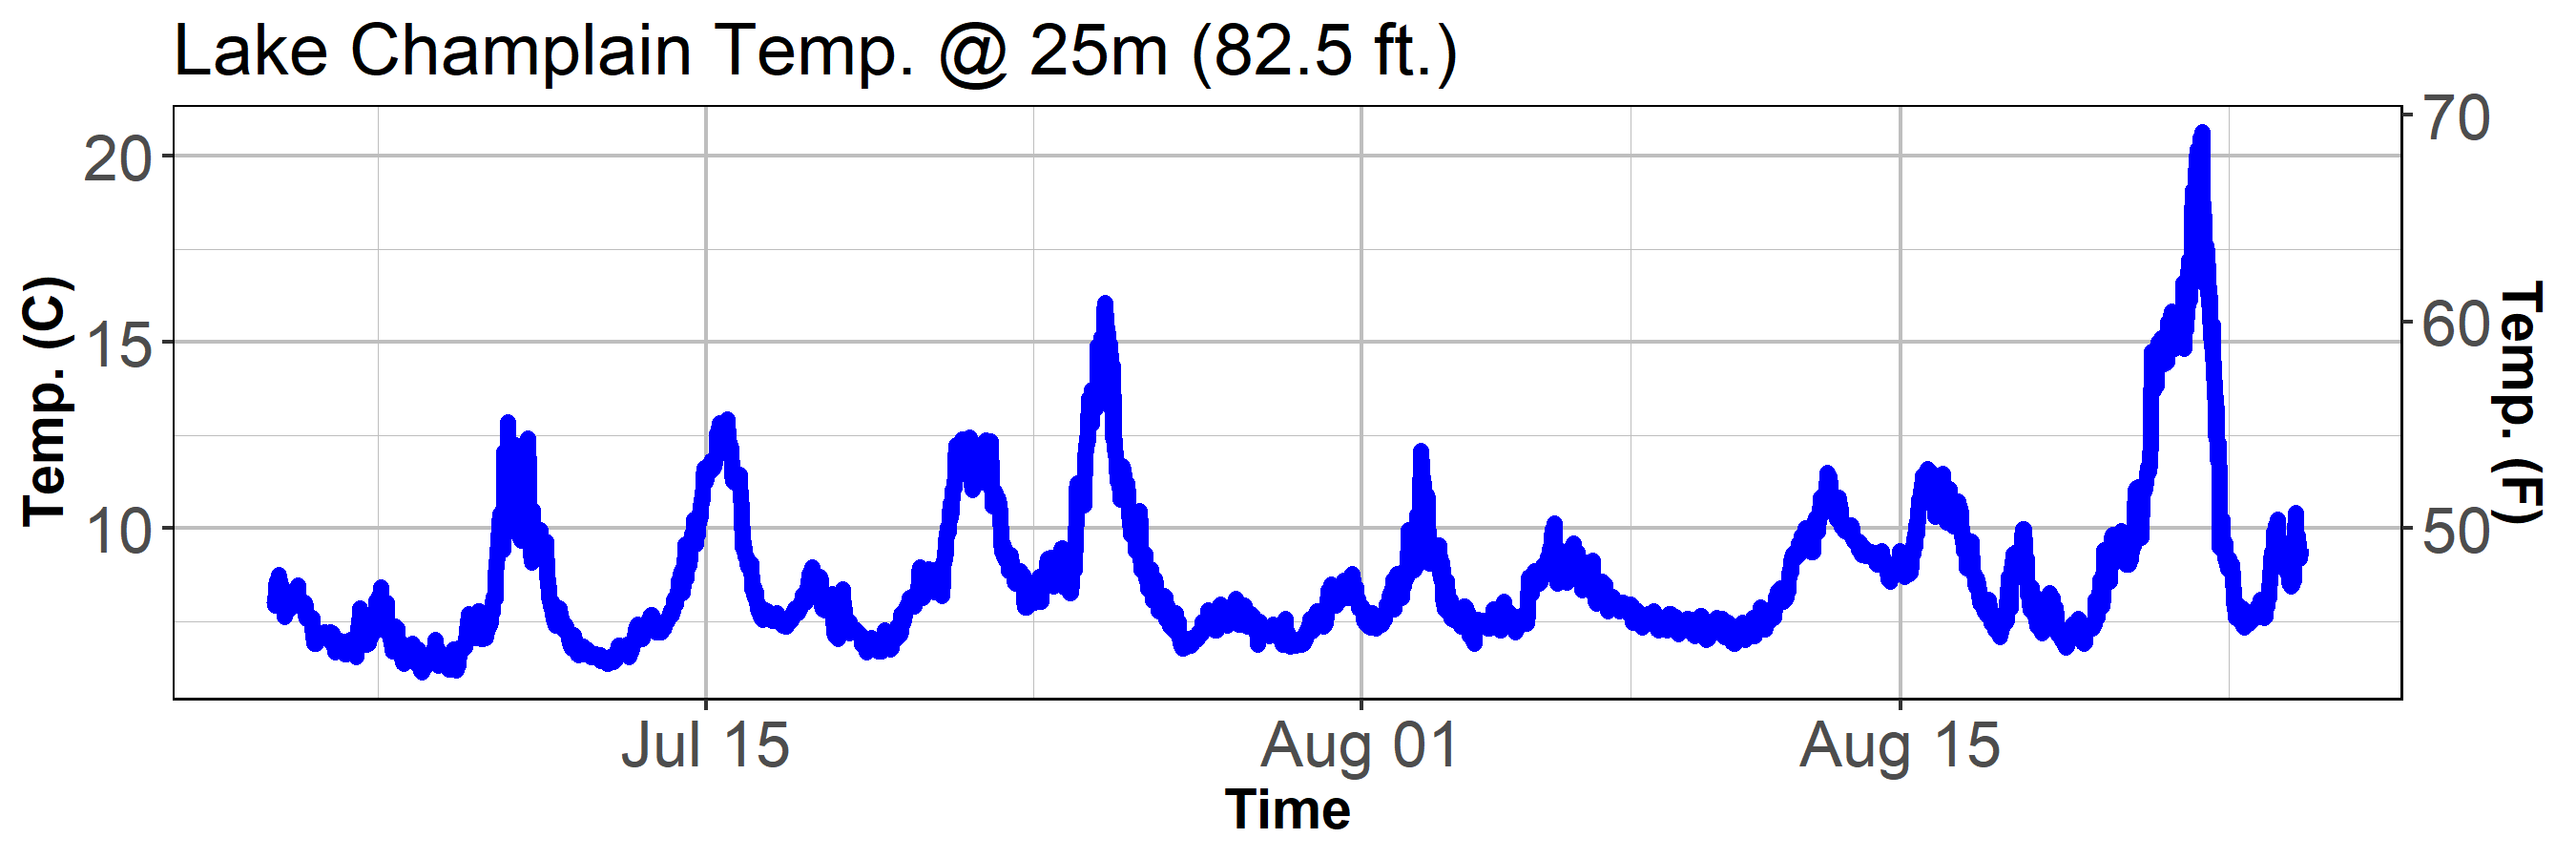 Lake Champlain Temp. @ 25m (82.5 ft.)
20
15
10
Temp. (C)
70
60
50
Temp. (F)
Jul 15
Aug 01
Aug 15
Time